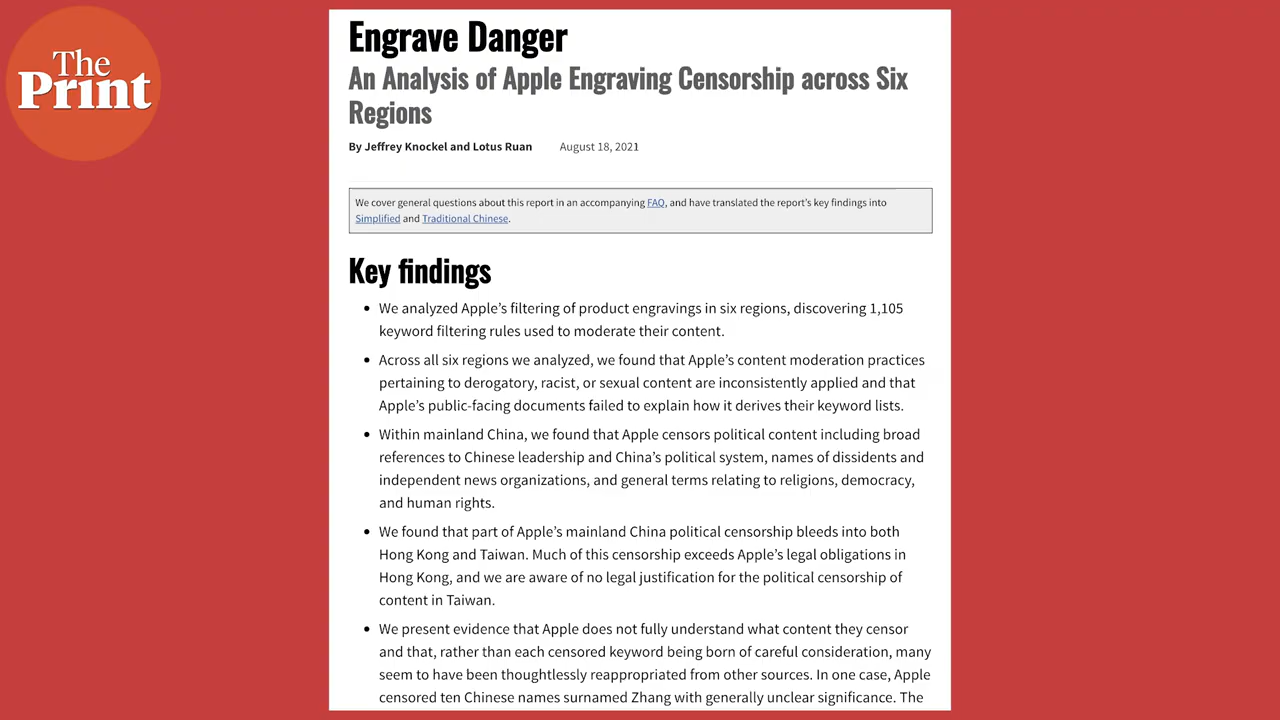 The
Print
Engrave Danger
An Analysis of Apple Engraving Censorship across Six
Regions
By Jeffrey Knockel and Lotus Ruan August 18, 2021
We cover general questions about this report in an accompanying FAQ, and have translated the report's key findings into
Simplified and Traditional Chinese.
Key findings
• We analyzed Apple's filtering of product engravings in six regions, discovering 1,105
keyword filtering rules used to moderate their content.
• Across all six regions we analyzed, we found that Apple's content moderation practices
pertaining to derogatory, racist, or sexual content are inconsistently applied and that
Apple's public-facing documents failed to explain how it derives their keyword lists.
• Within mainland China, we found that Apple censors political content including broad
references to Chinese leadership and China's political system, names of dissidents and
independent news organizations, and general terms relating to religions, democracy,
and human rights.
• We found that part of Apple's mainland China political censorship bleeds into both
Hong Kong and Taiwan. Much of this censorship exceeds Apple's legal obligations in
Hong Kong, and we are aware of no legal justification for the political censorship of
content in Taiwan.
• We present evidence that Apple does not fully understand what content they censor
and that, rather than each censored keyword being born of careful consideration, many
seem to have been thoughtlessly reappropriated from other sources. In one case, Apple
censored ten Chinese names surnamed Zhang with generally unclear significance. The